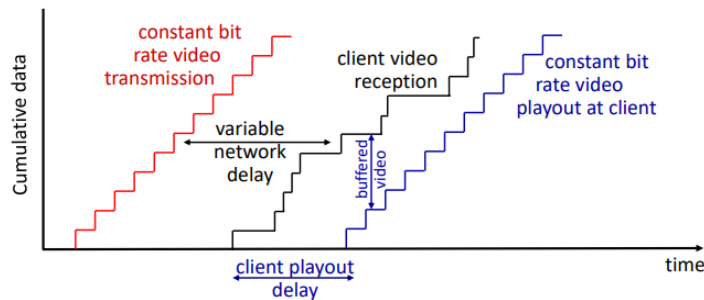 constant bit
rate video
transmission
client video
reception
constant bit
rate video
playout at client
variable
network
delay
buffered
video
Cumulative data
time
client playout
delay